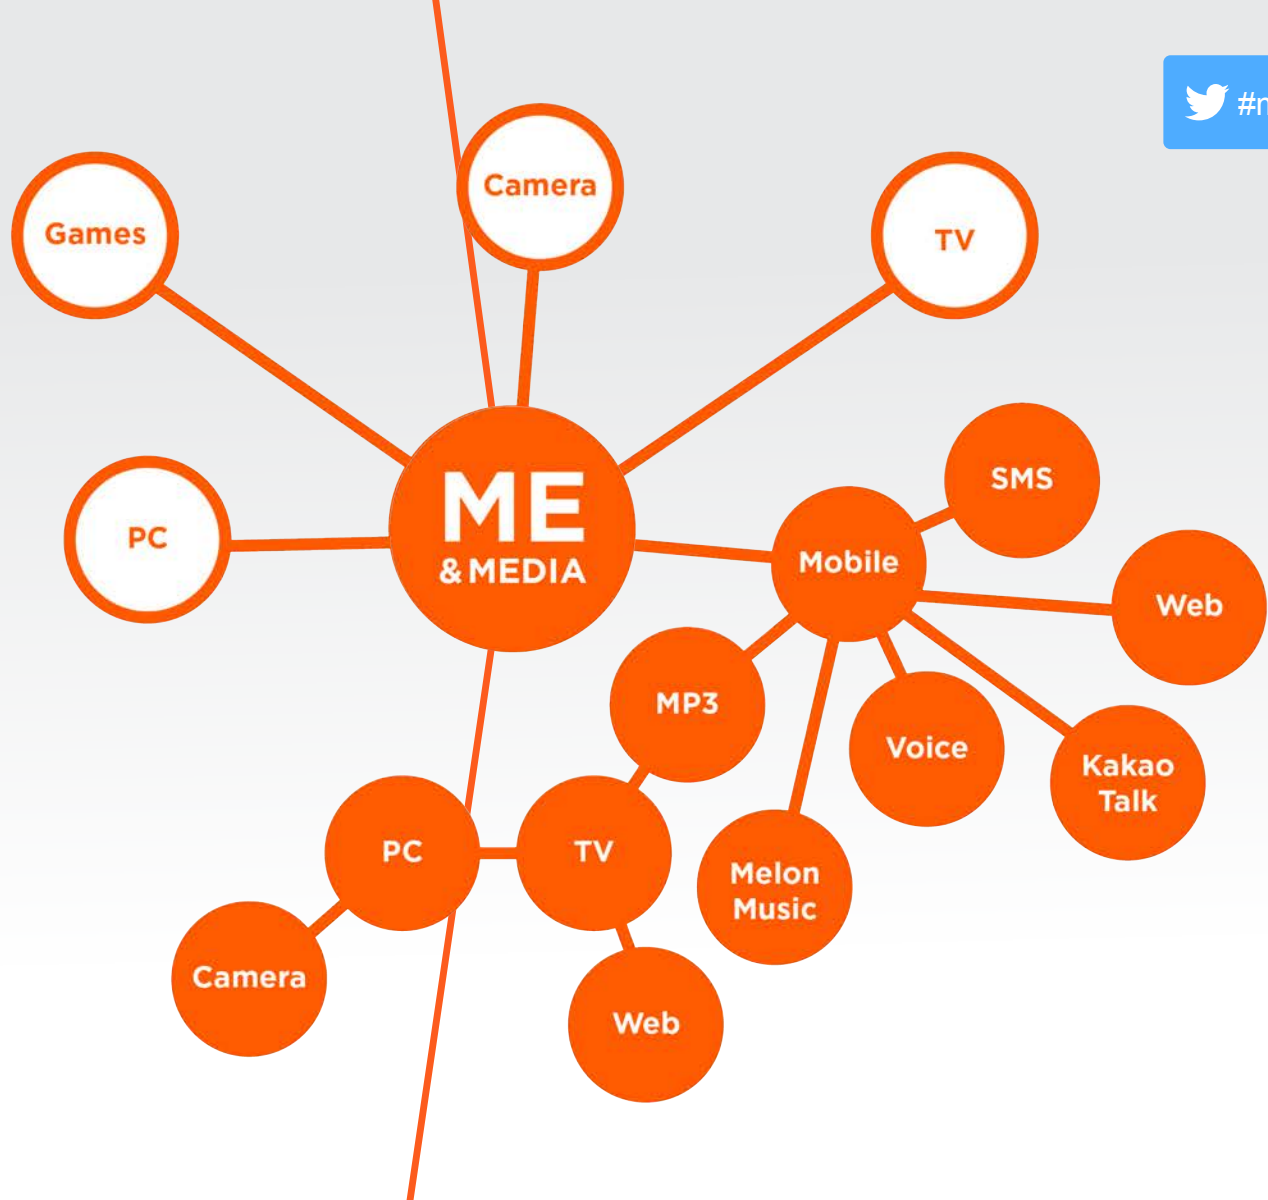 #
Camera
Games
TV
ME
& MEDIA
SMS
PC
Mobile
Web
MP3
Voice
Kakao
Talk
PC
TV
Melon
Music
Camera
Web